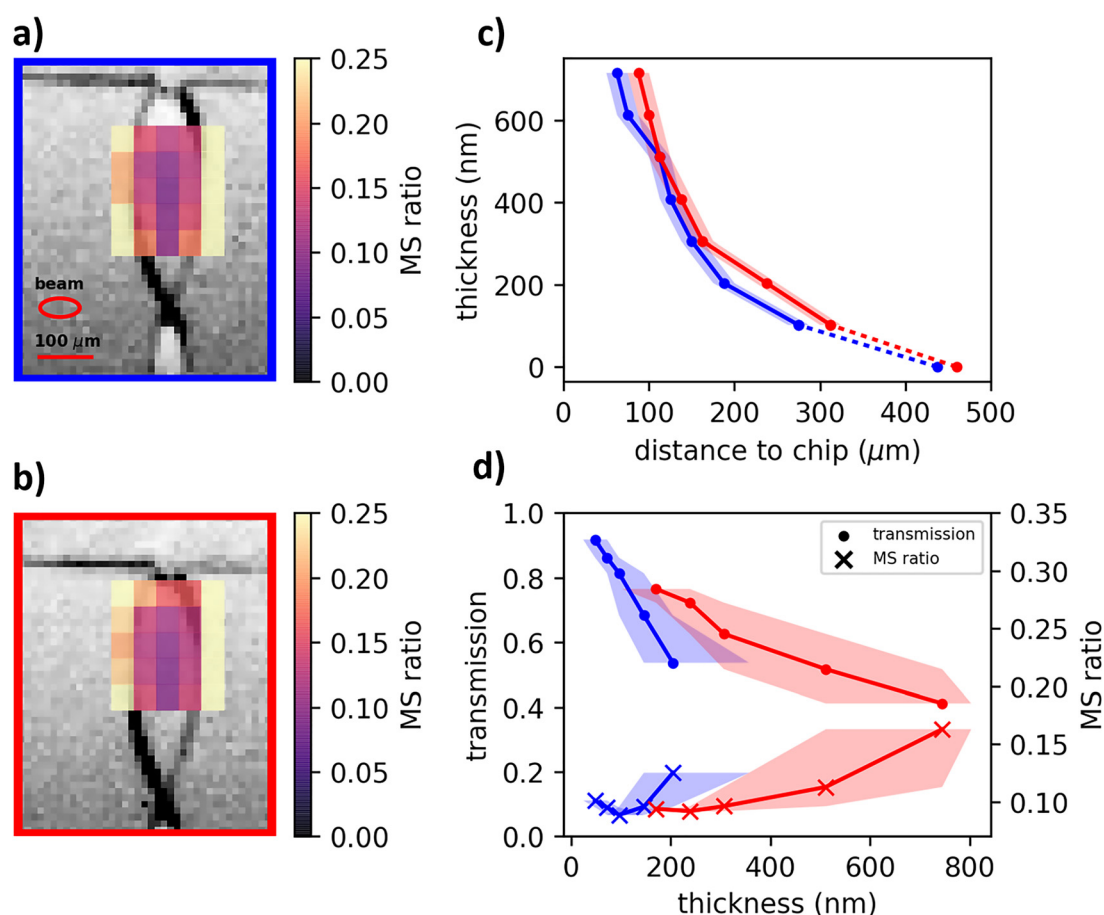 a)
0.25
0.20
0.15
0.10
0.05
0.00
MS ratio
beam
100 μm
b)
0.25
0.20
0.15
0.10
0.05
0.00
MS ratio
c)
600
400
200
0
thickness (nm)
0 100 200 300 400 500
distance to chip (μm)
d)
1.0
0.8
0.6
0.4
0.2
0.0
transmission
transmission
MS ratio
0.35
0.30
0.25
0.20
0.15
0.10
MS ratio
0 200 400 600 800
thickness (nm)